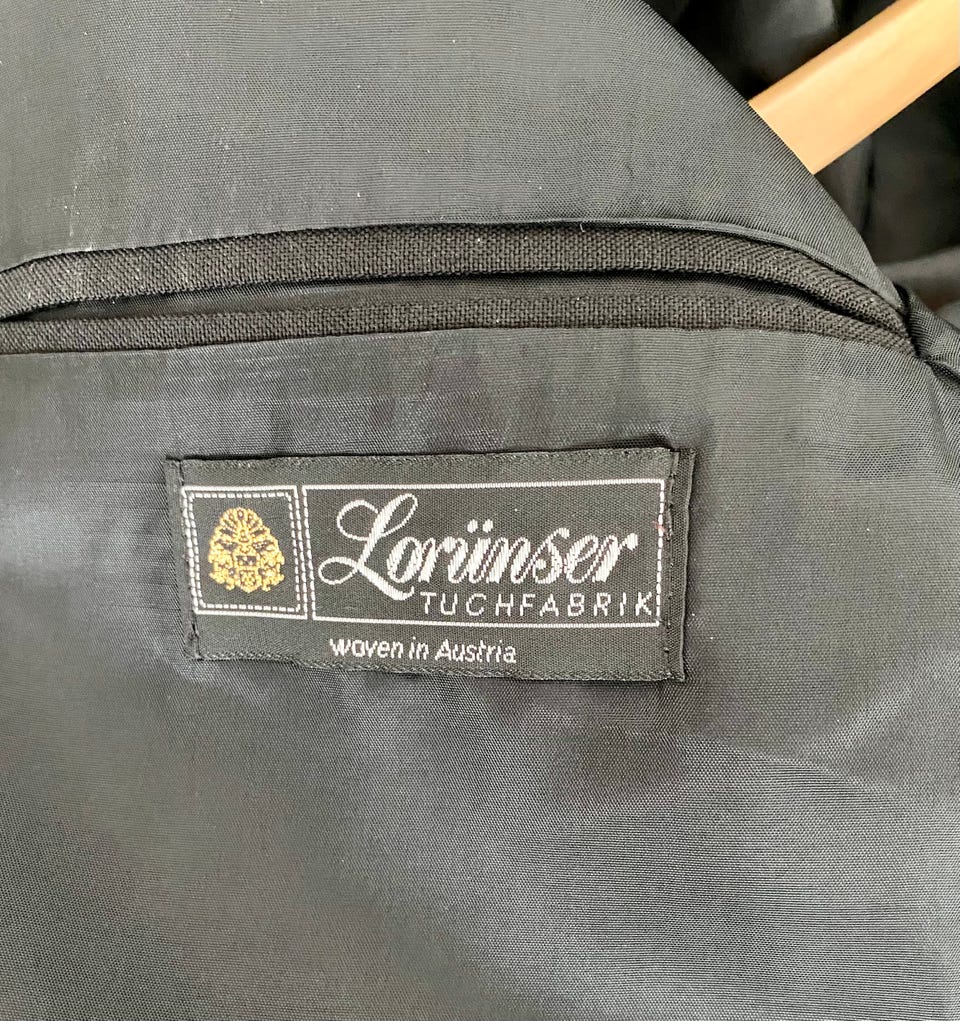 Lorünser
TUCHFABRIK
woven in Austria